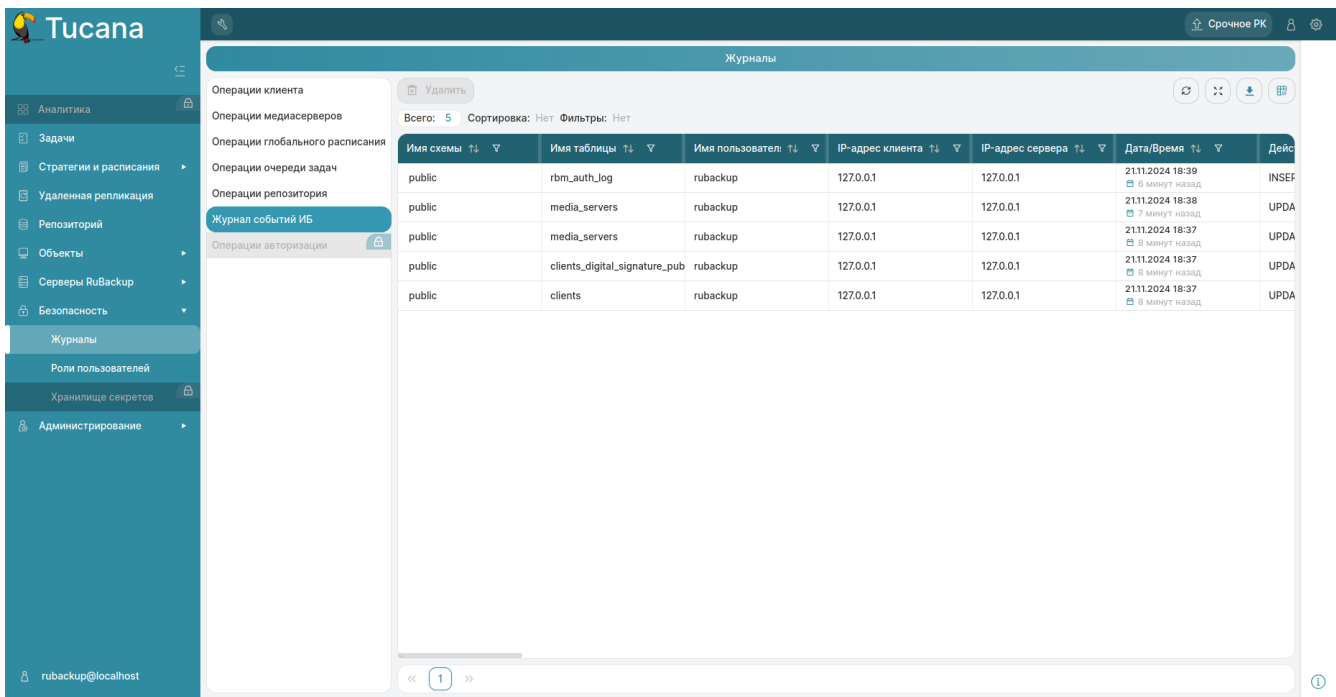 Tucana
Срочное РК
Журналы
Аналитика
Задачи
Стратегии и расписания
Удаленная репликация
Репозиторий
Объекты
Серверы RuBackup
Безопасность
Журналы
Роли пользователей
Хранилище секретов
Администрирование
rubackup@localhost
Операции клиента
Операции медиасерверов
Операции глобального расписания
Операции очереди задач
Операции репозитория
Журнал событий ИБ
Операции авторизации
Удалить
Всего: 5 Сортировка: Нет Фильтры: Нет
Имя схемы Имя таблицы Имя пользовател IP-адрес клиента IP-адрес сервера Дата/Время Дейс
public rbm_auth_log rubackup 127.0.0.1 127.0.0.1 21.11.2024 18:39 INSER
6 минут назад
public media_servers rubackup 127.0.0.1 127.0.0.1 21.11.2024 18:38 UPDA
7 минут назад
public media_servers rubackup 127.0.0.1 127.0.0.1 21.11.2024 18:37 UPDA
8 минут назад
public clients_digital_signature_pub rubackup 127.0.0.1 127.0.0.1 21.11.2024 18:37 UPDA
8 минут назад
public clients rubackup 127.0.0.1 127.0.0.1 21.11.2024 18:37 UPDA
8 минут назад
1